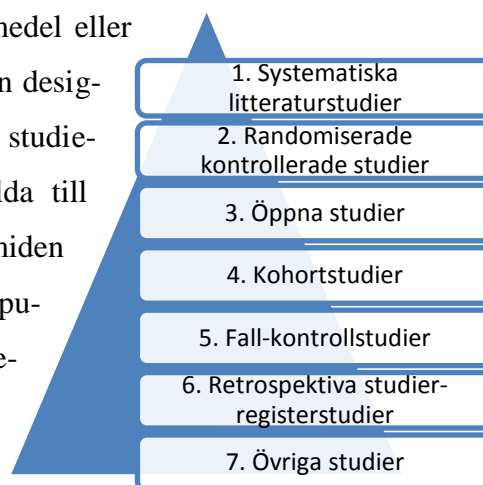 nedel eller
n desig-
studie-
da till
niden
pu-
e-
1. Systematiska
litteraturstudier
2. Randomiserade
kontrollerade studier
3. Öppna studier
4. Kohortstudier
5. Fall-kontrollstudier
6. Retrospektiva studier-
registerstudier
7. Övriga studier